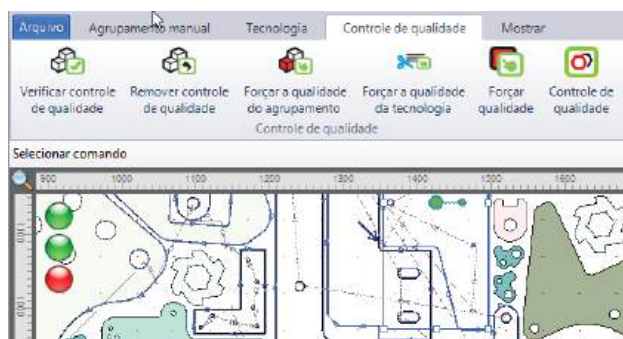 Arquivo Agrupamento manual Tecnologia Controle de qualidade Mostrar
Verificar controle de qualidade
Remover controle de qualidade
Forçar a qualidade do agrupamento
Forçar a qualidade da tecnologia
Forçar qualidade
Controle de qualidade
Controle de qualidade
Selecionar comando
900 1000 1100 1200 1300 1400 1500 1600
1100
1000